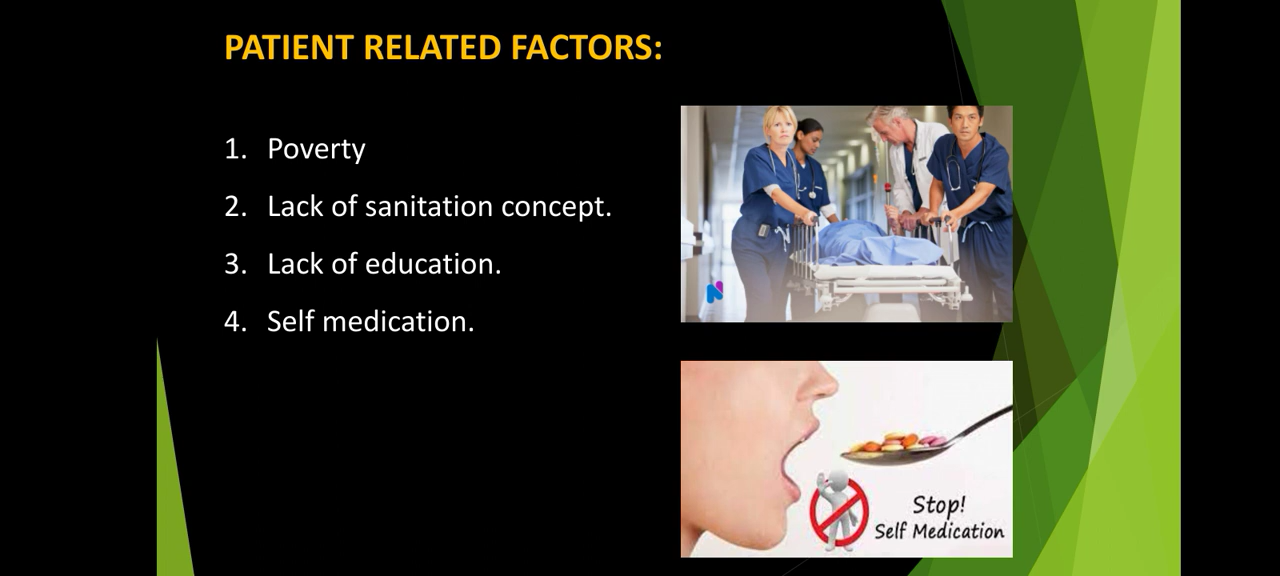 PATIENT RELATED FACTORS:
1. Poverty
2. Lack of sanitation concept.
3. Lack of education.
4. Self medication.
Stop!
Self Medication